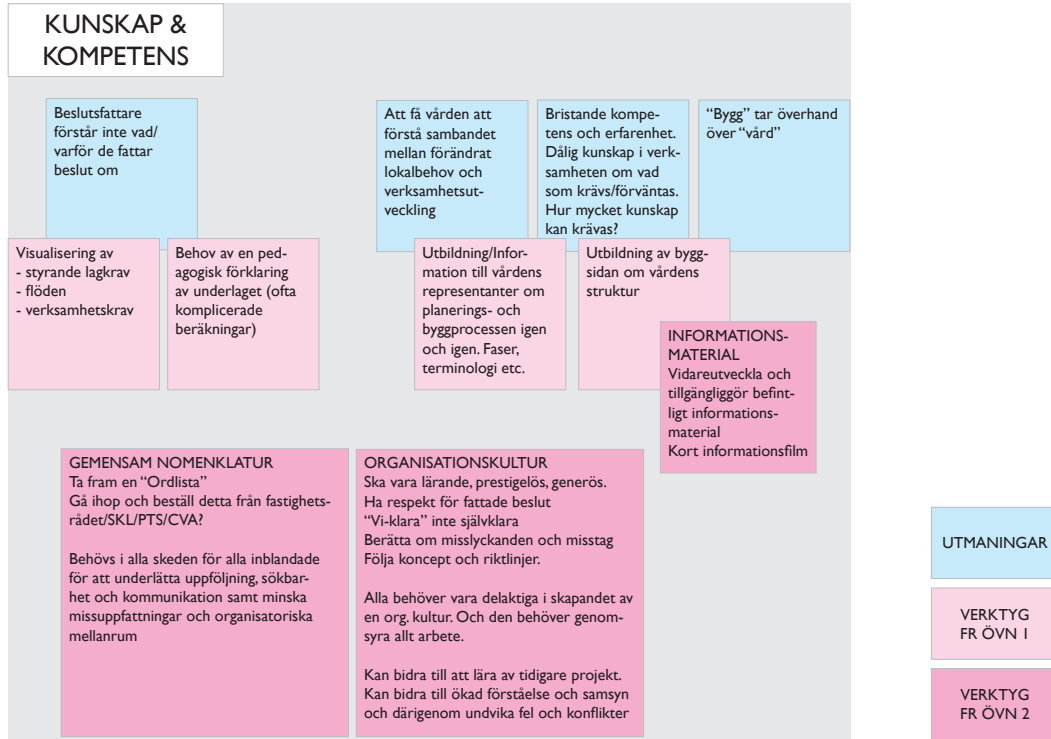 KUNSKAP &
KOMPETENS
Beslutsfattare
förstår inte vad/
varför de fattar
beslut om
Att få vården att
förstå sambandet
mellan förändrat
lokalbehov och
verksamhetsut-
veckling
Bristande kompe-
tens och erfarenhet.
Dålig kunskap i verk-
samheten om vad
som krävs/förväntas.
Hur mycket kunskap
kan krävas?
“Bygg” tar överhand
över “vård”
Visualisering av
- styrande lagkrav
- flöden
- verksamhetskrav
Behov av en ped-
agogisk förklaring
av underlaget (ofta
komplicerade
beräkningar)
Utbildning/Infor-
mation till vårdens
representanter om
planerings- och
byggprocessen igen
och igen. Faser,
terminologi etc.
Utbildning av bygg-
sidan om vårdens
struktur
INFORMATIONS-
MATERIAL
Vidareutveckla och
tillgängliggör befint-
ligt informations-
material
Kort informationsfilm
GEMENSAM NOMENKLATUR
Ta fram en “Ordlista”
Gå ihop och beställ detta från fastighets-
rådet/SKL/PTS/CVA?
Behövs i alla skeden för alla inblandade
för att underlätta uppföljning, sökbar-
het och kommunikation samt minska
missuppfattningar och organisatoriska
mellanrum
ORGANISATIONSKULTUR
Ska vara lärande, prestigelös, generös.
Ha respekt för fattade beslut
“Vi-klara” inte självklara
Berätta om misslyckanden och misstag
Följa koncept och riktlinjer.
Alla behöver vara delaktiga i skapandet av
en org. kultur. Och den behöver genom-
syra allt arbete.
Kan bidra till att lära av tidigare projekt.
Kan bidra till ökad förståelse och samsyn
och därigenom undvika fel och konflikter
UTMANINGAR
VERKTYG
FR ÖVN 1
VERKTYG
FR ÖVN 2